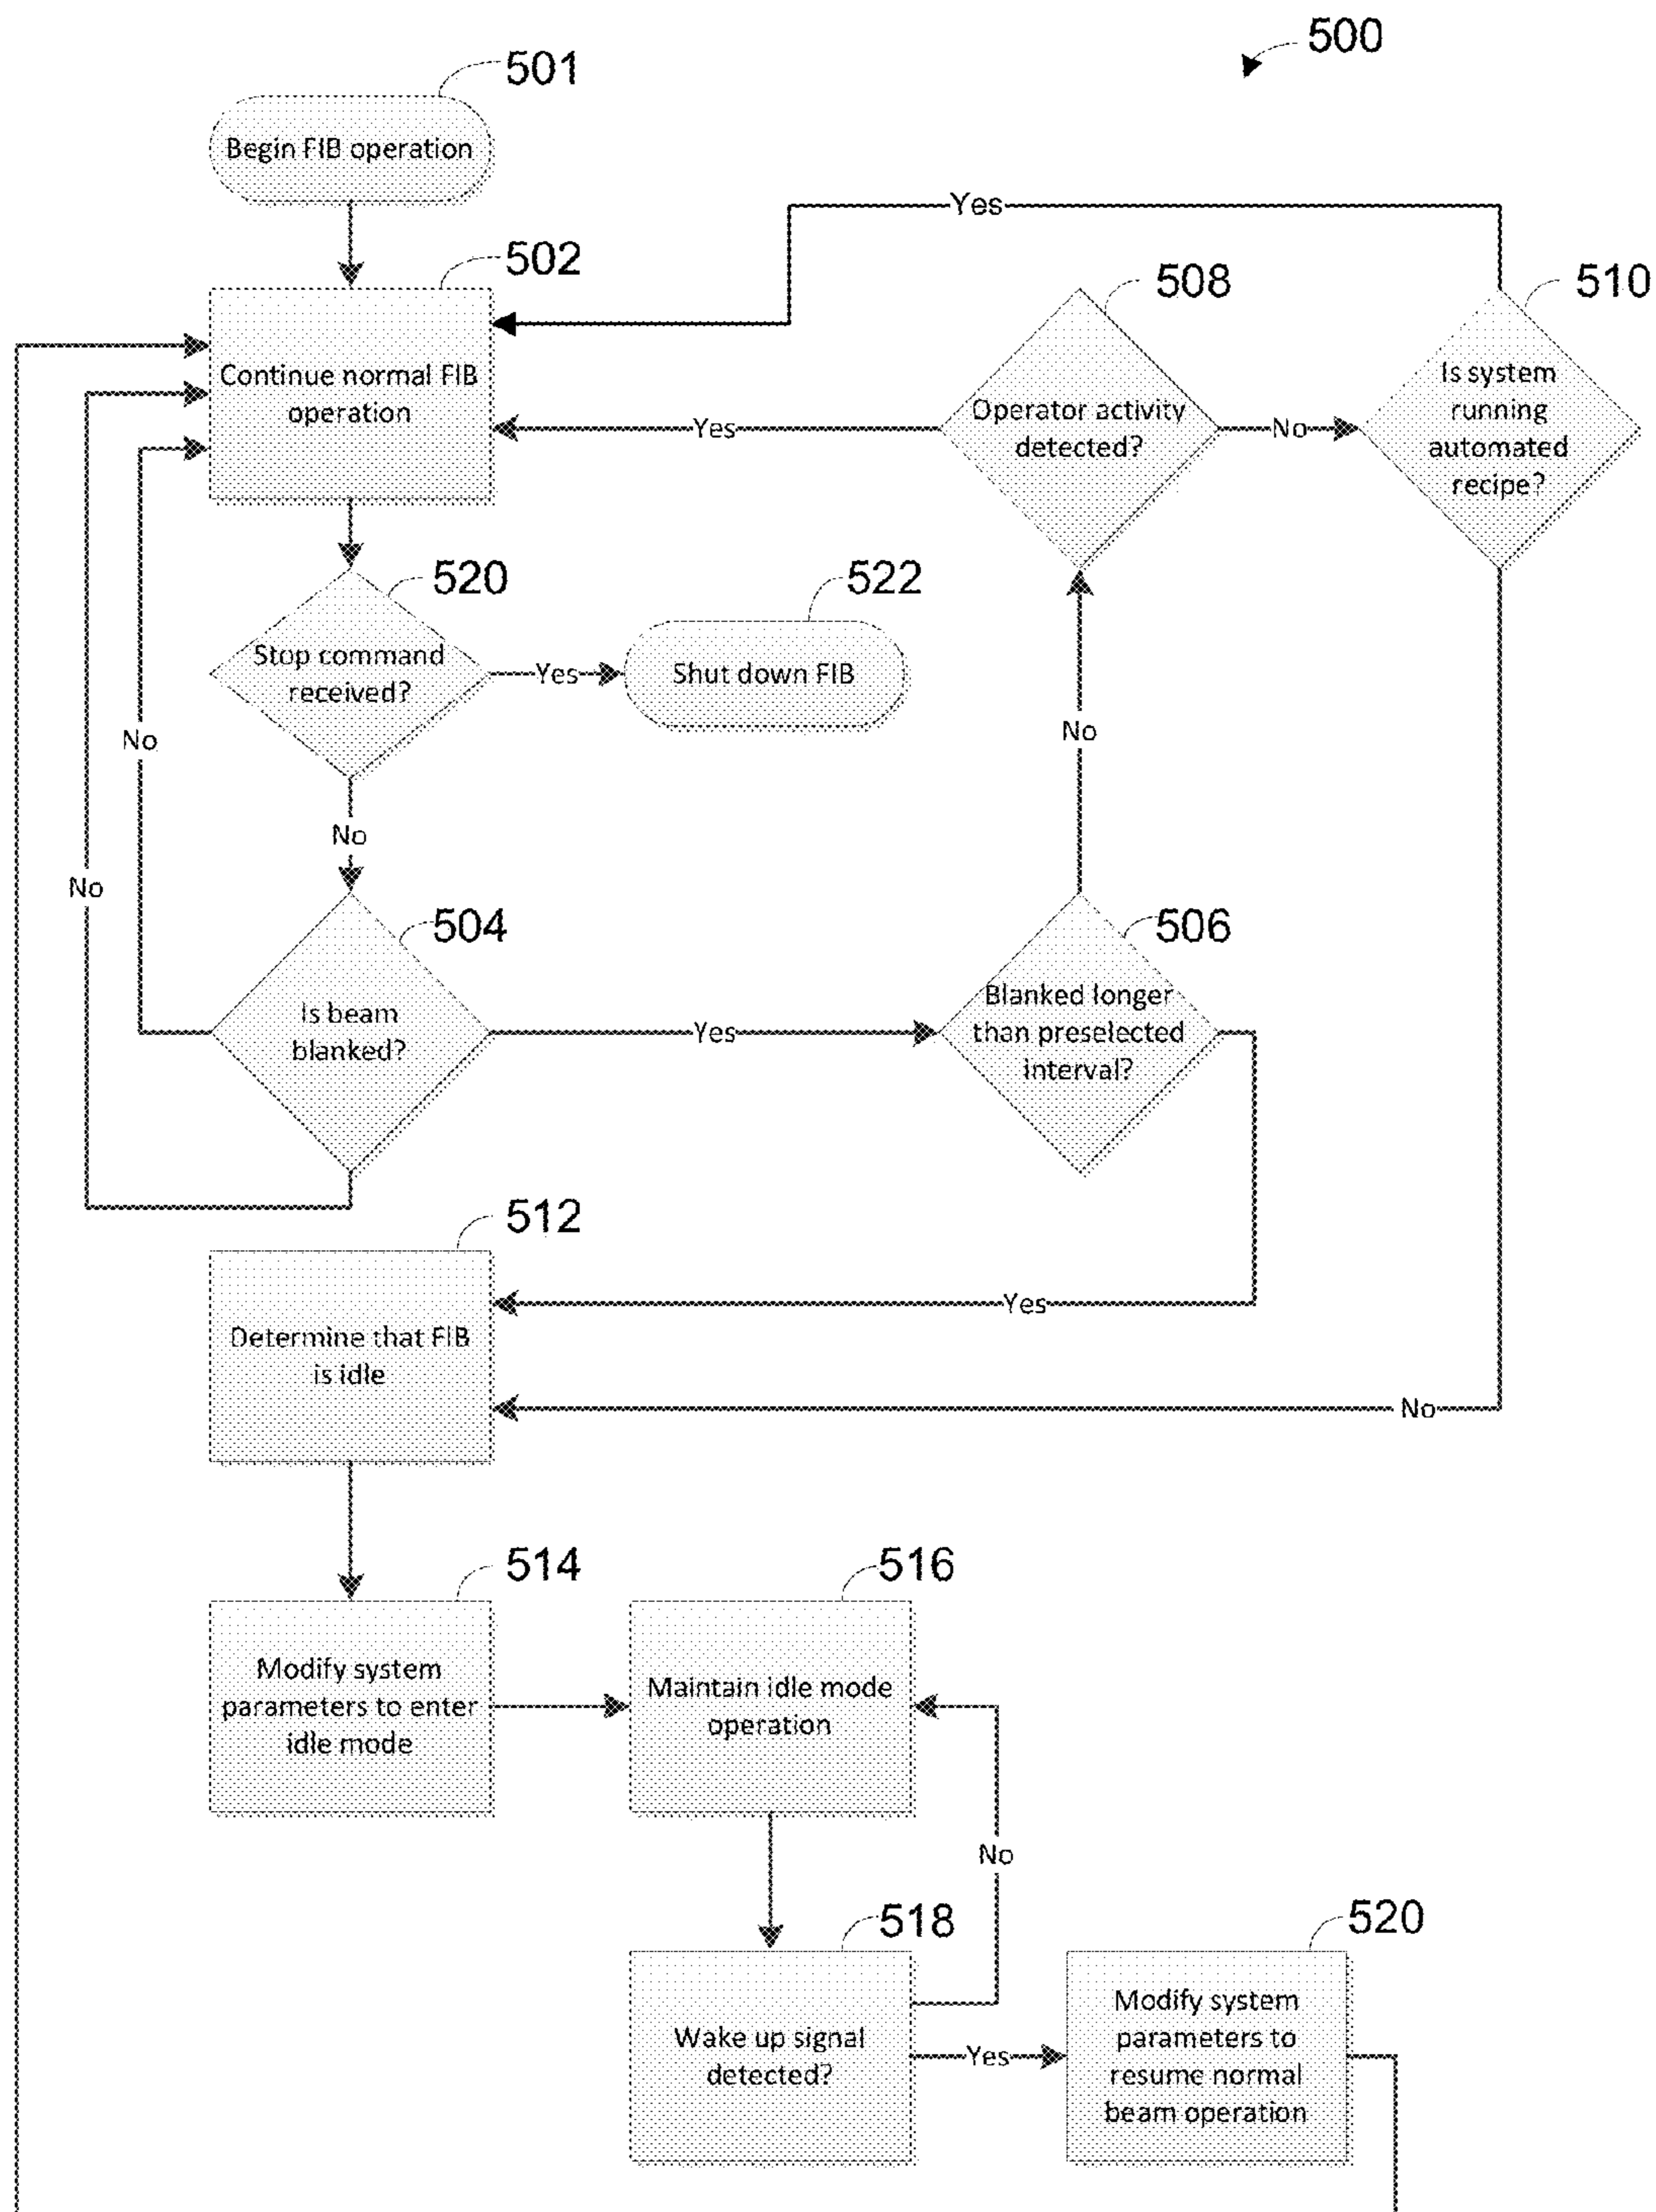 500
501
Begin FIB operation
Yes
502
508
510
Continue normal FIB
operation
Yes
Operator activity
detected?
No
Is system
running
automated
recipe?
520
522
Stop command
received?
Yes
Shut down FIB
No
No
No
No
504
506
Is beam
blanked?
Yes
Blanked longer
than preselected
interval?
512
Yes
Determine that FIB
is idle
No
514
516
Modify system
parameters to enter
idle mode
Maintain idle mode
operation
No
518
520
Wake up signal
detected?
Yes
Modify system
parameters to
resume normal
beam operation